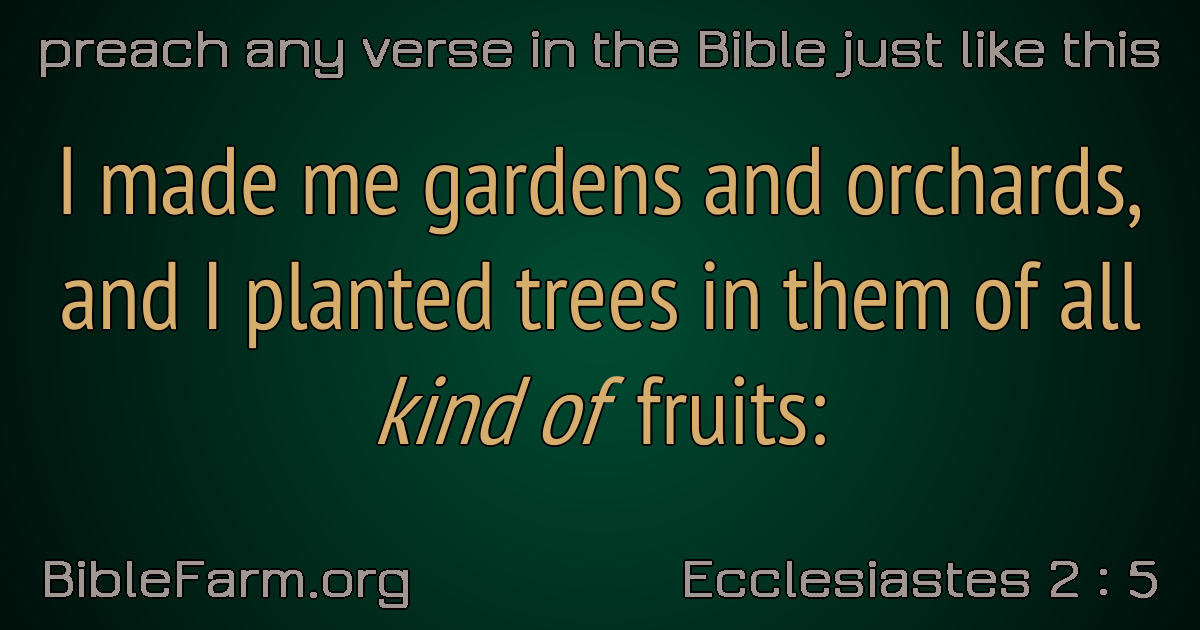 preach any verse in the Bible just like this
I made me gardens and orchards,
and I planted trees in them of all
kind of fruits:
BibleFarm.org
Ecclesiastes 2 : 5